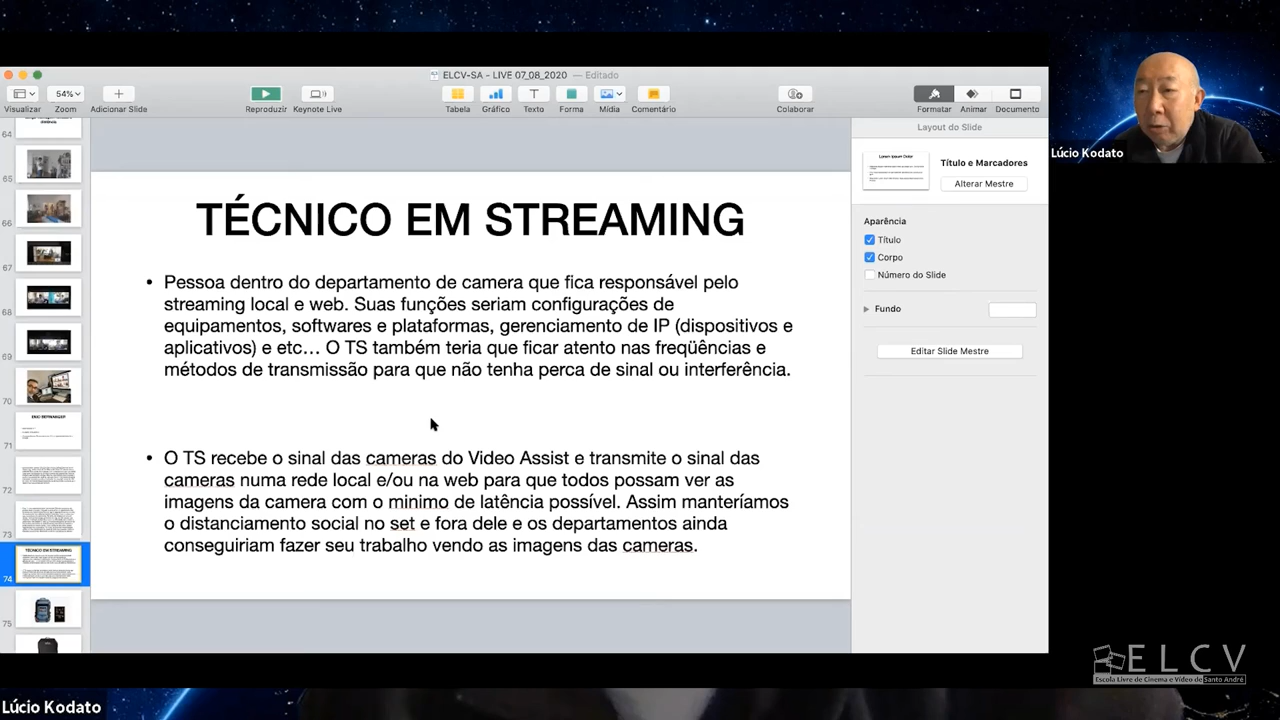 ELCV-SA - LIVE 07_08_2020 — Editado
Visualizar
54%
Zoom
Adicionar Slide
Reproduzir
Keynote Live
Tabela
Gráfico
Texto
Forma
Mídia
Comentário
Colaborar
Formatar
Animar
Documento
64
65
66
67
68
69
70
71
72
73
74
75
TÉCNICO EM STREAMING
TÉCNICO EM STREAMING
• Pessoa dentro do departamento de camera que fica responsável pelo
streaming local e web. Suas funções seriam configurações de
equipamentos, softwares e plataformas, gerenciamento de IP (dispositivos e
aplicativos) e etc… O TS também teria que ficar atento nas freqüências e
métodos de transmissão para que não tenha perca de sinal ou interferência.
• O TS recebe o sinal das cameras do Video Assist e transmite o sinal das
cameras numa rede local e/ou na web para que todos possam ver as
imagens da camera com o minimo de latência possível. Assim manteríamos
o distanciamento social no set e fora dele e os departamentos ainda
conseguiriam fazer seu trabalho vendo as imagens das cameras.
Layout do Slide
Lorem Ipsum Dolor
Título e Marcadores
Alterar Mestre
Aparência
Título
Corpo
Número do Slide
Fundo
Editar Slide Mestre
Lúcio Kodato
ELCV
Escola Livre de Cinema e Vídeo de Santo André
Lúcio Kodato